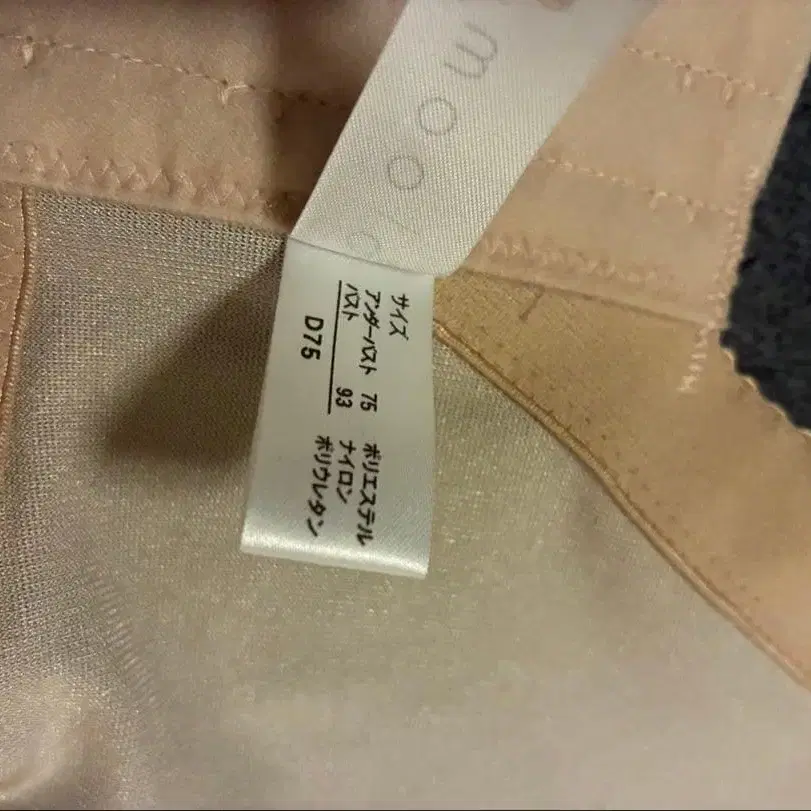 サイズ
アンダーバスト 75
バスト 93
D75
ポリエステル
ナイロン
ポリウレタン